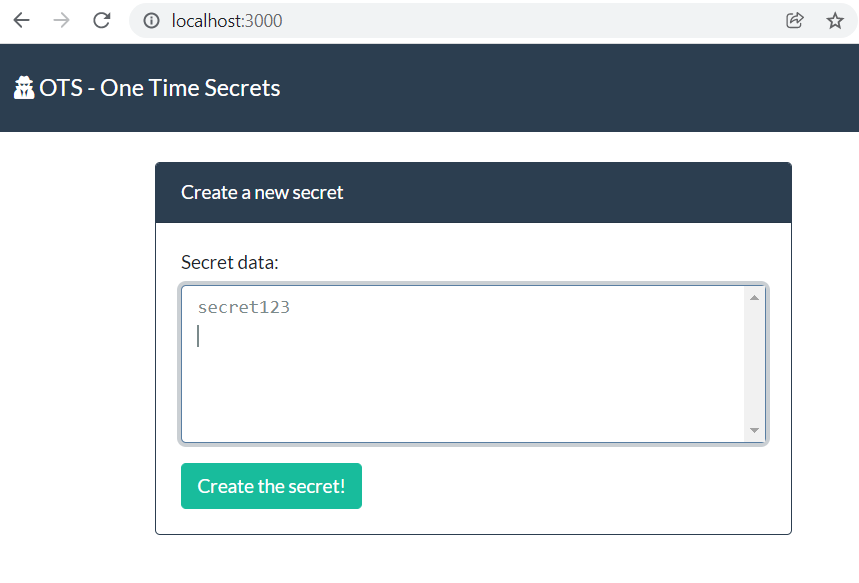 localhost:3000
OTS - One Time Secrets
Create a new secret
Secret data:
secret123
Create the secret!